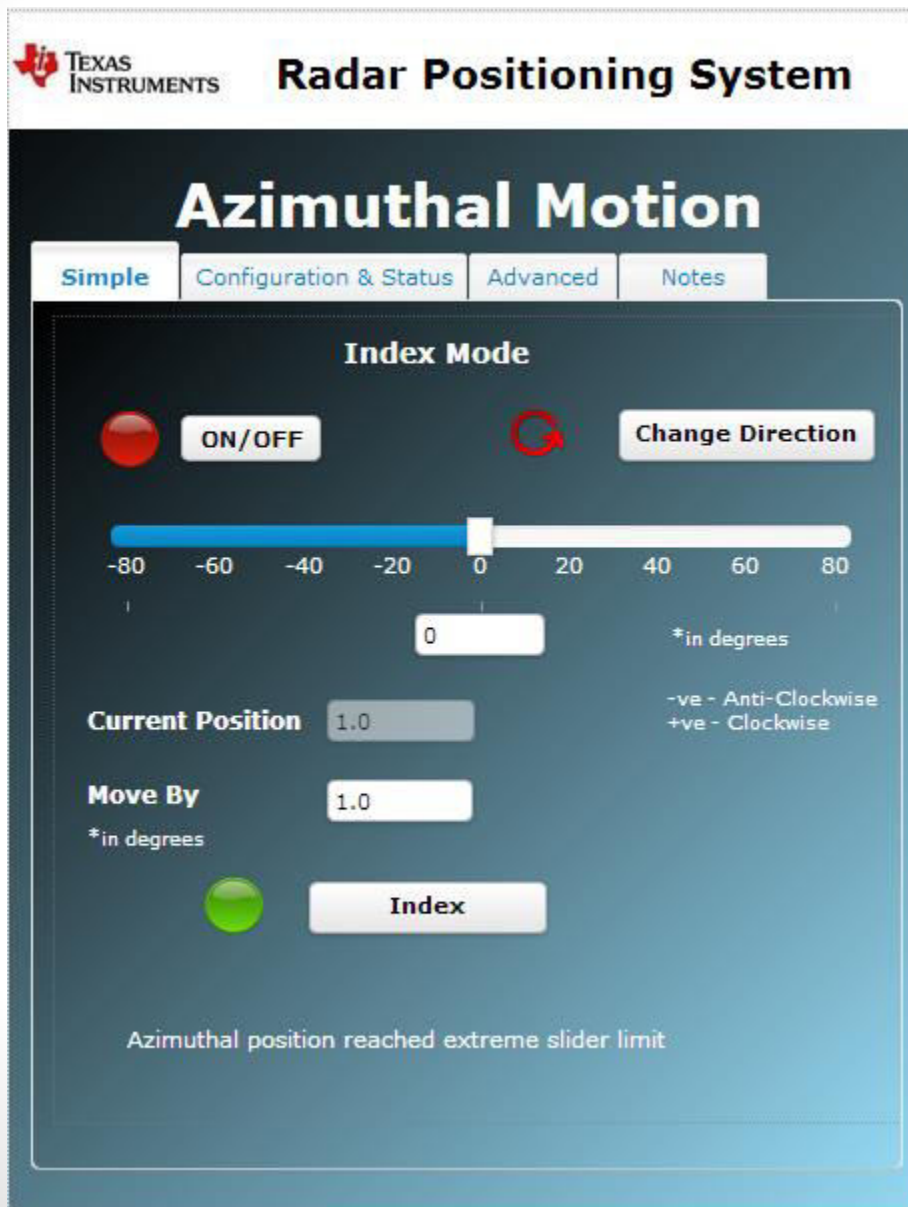 TEXAS
INSTRUMENTS
Radar Positioning System
Azimuthal Motion
Simple
Configuration & Status
Advanced
Notes
Index Mode
ON/OFF
Change Direction
-80 -60 -40 -20 0 20 40 60 80
0
*in degrees
-ve - Anti-Clockwise
+ve - Clockwise
Current Position
1.0
Move By
1.0
*in degrees
Index
Azimuthal position reached extreme slider limit